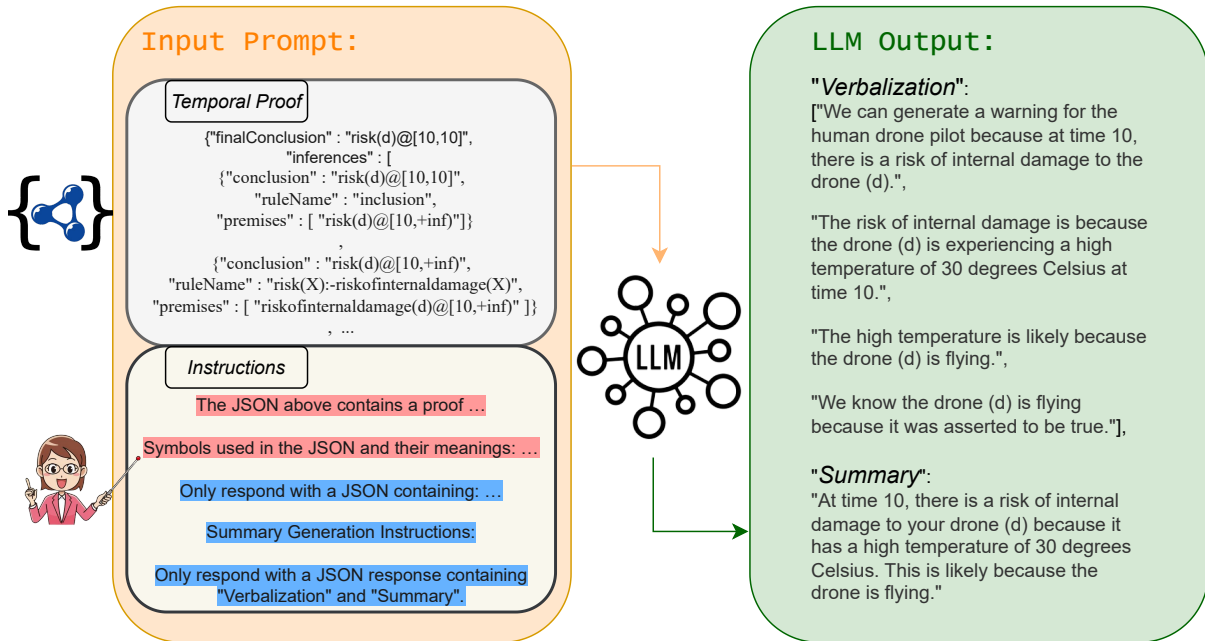 Input Prompt:
Temporal Proof
{"finalConclusion" : "risk(d)@[10,10]",
"inferences" : [
{"conclusion" : "risk(d)@[10,10]",
"ruleName" : "inclusion",
"premises" : [ "risk(d)@[10,+inf)"]}
,
{"conclusion" : "risk(d)@[10,+inf)",
"ruleName" : "risk(X):-riskofinternaldamage(X)",
"premises" : [ "riskofinternaldamage(d)@[10,+inf)" ]}
, ...
Instructions
The JSON above contains a proof ...
Symbols used in the JSON and their meanings: ...
Only respond with a JSON containing: ...
Summary Generation Instructions:
Only respond with a JSON response containing
"Verbalization" and "Summary".
LLM
LLM Output:
"Verbalization":
["We can generate a warning for the
human drone pilot because at time 10,
there is a risk of internal damage to the
drone (d).",
"The risk of internal damage is because
the drone (d) is experiencing a high
temperature of 30 degrees Celsius at
time 10.",
"The high temperature is likely because
the drone (d) is flying.",
"We know the drone (d) is flying
because it was asserted to be true."],
"Summary":
"At time 10, there is a risk of internal
damage to your drone (d) because it
has a high temperature of 30 degrees
Celsius. This is likely because the
drone is flying."